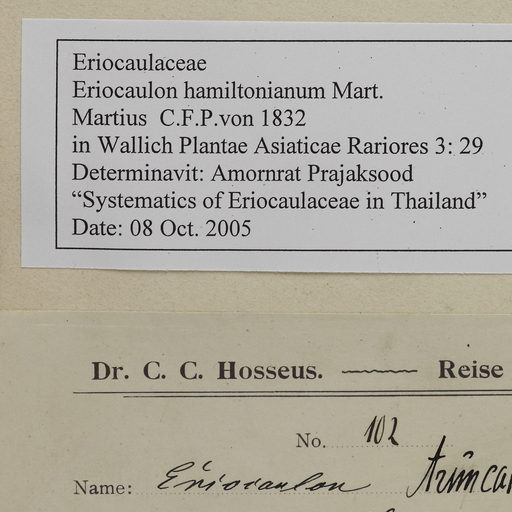 Eriocaulaceae
Eriocaulon hamiltonianum Mart.
Martius C.F.P.von 1832
in Wallich Plantae Asiaticae Rariores 3: 29
Determinavit: Amornrat Prajaksood
“Systematics of Eriocaulaceae in Thailand”
Date: 08 Oct. 2005
Dr. C. C. Hosseus. Reise
No. 102
Name: Eriocaulon